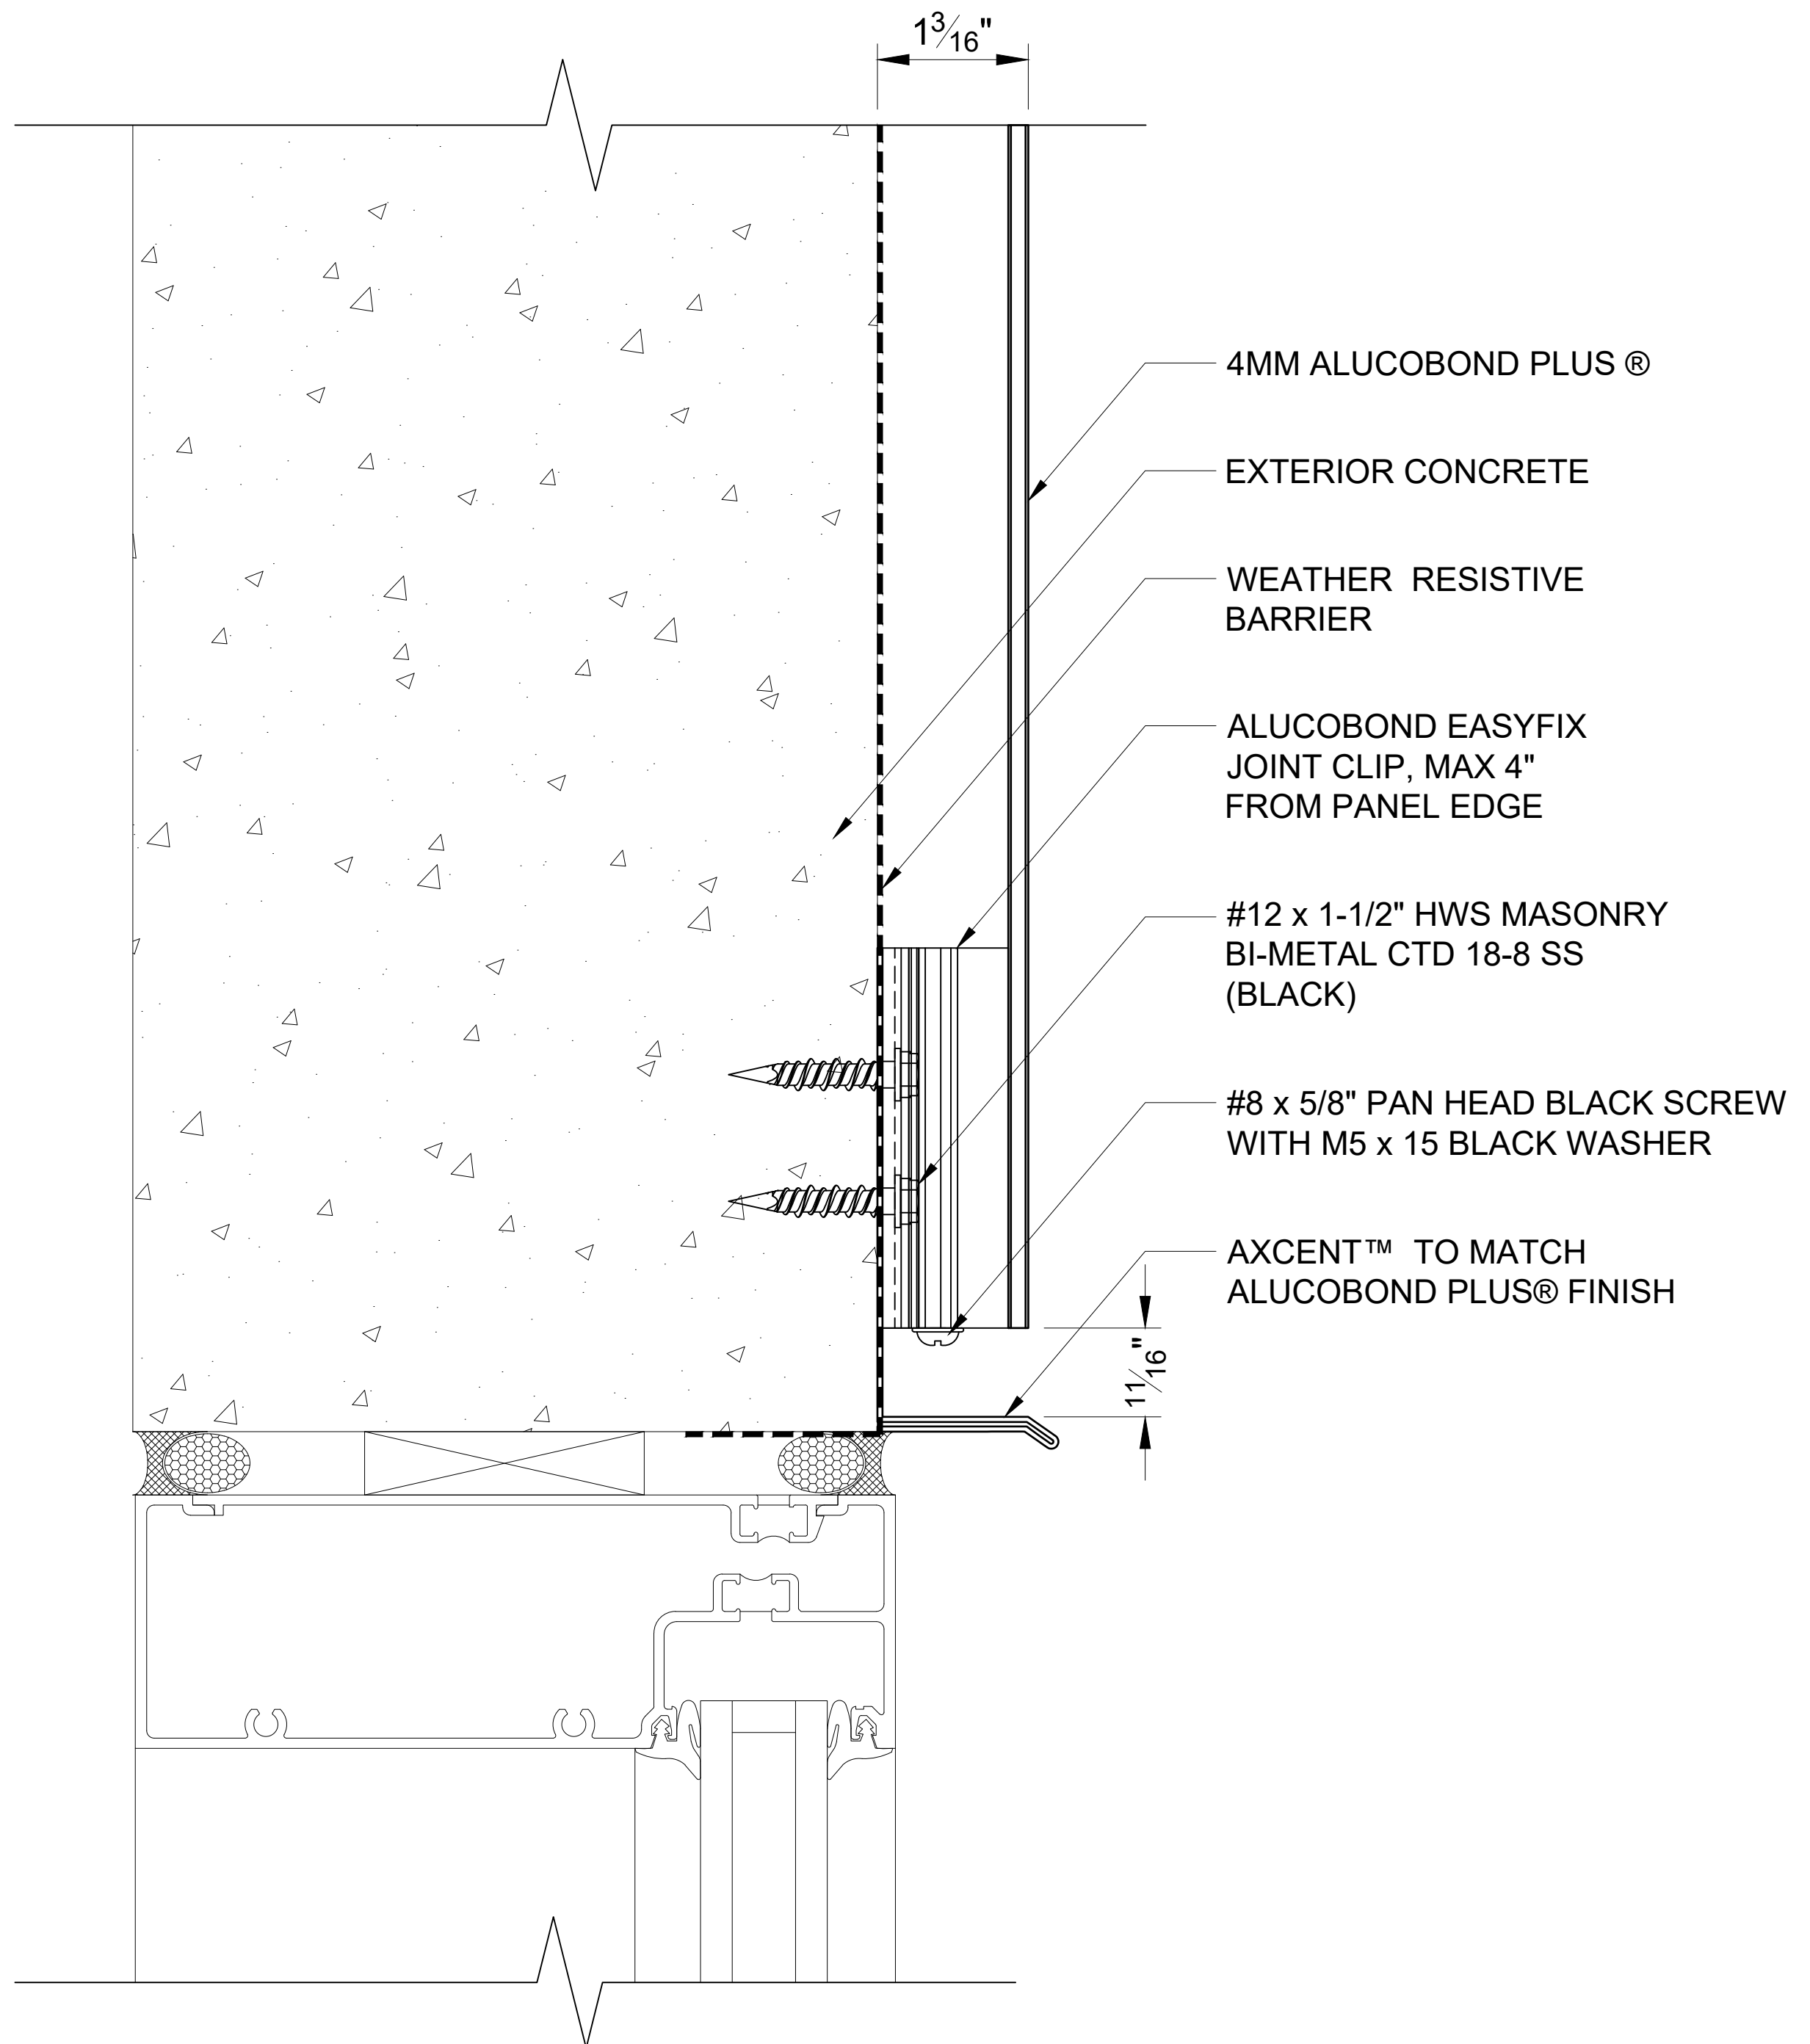 1 3/16"
4MM ALUCOBOND PLUS ®
EXTERIOR CONCRETE
WEATHER RESISTIVE
BARRIER
ALUCOBOND EASYFIX
JOINT CLIP, MAX 4"
FROM PANEL EDGE
#12 x 1-1/2" HWS MASONRY
BI-METAL CTD 18-8 SS
(BLACK)
#8 x 5/8" PAN HEAD BLACK SCREW
WITH M5 x 15 BLACK WASHER
AXCENT™ TO MATCH
ALUCOBOND PLUS® FINISH
11/16"